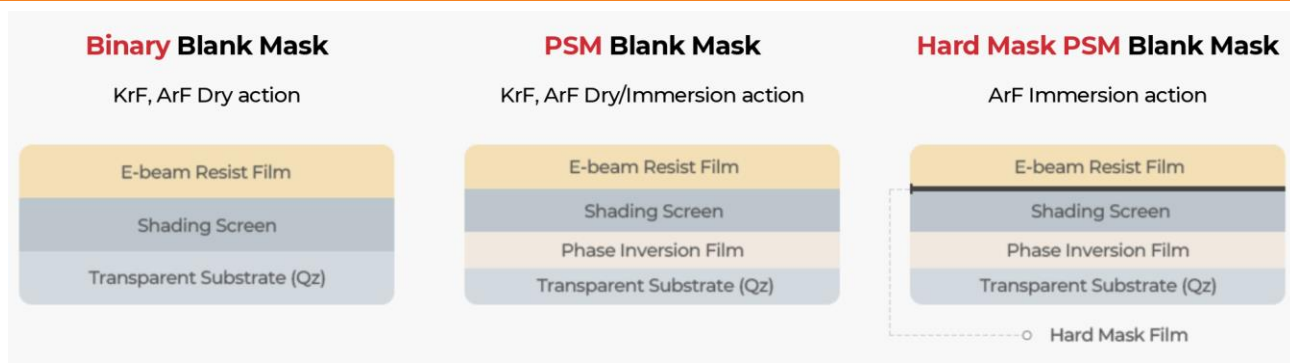 Binary Blank Mask
KrF, ArF Dry action
E-beam Resist Film
Shading Screen
Transparent Substrate (Qz)
PSM Blank Mask
KrF, ArF Dry/Immersion action
E-beam Resist Film
Shading Screen
Phase Inversion Film
Transparent Substrate (Qz)
Hard Mask PSM Blank Mask
ArF Immersion action
E-beam Resist Film
Shading Screen
Phase Inversion Film
Transparent Substrate (Qz)
Hard Mask Film